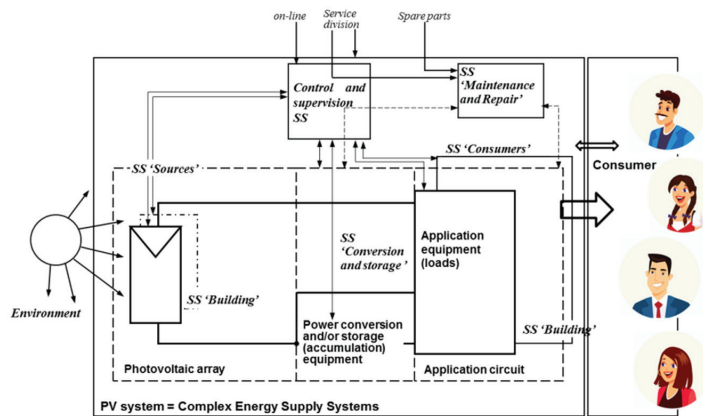 on-line
Service
division
Spare parts
Control and
supervision
SS
SS
'Maintenance
and Repair'
SS 'Sources'
SS 'Consumers'
Consumer
SS
'Conversion
and storage'
Application
equipment
(loads)
SS 'Building'
Environment
SS 'Building'
Power conversion
and/or storage
(accumulation)
equipment
Photovoltaic array
Application circuit
PV system = Complex Energy Supply Systems